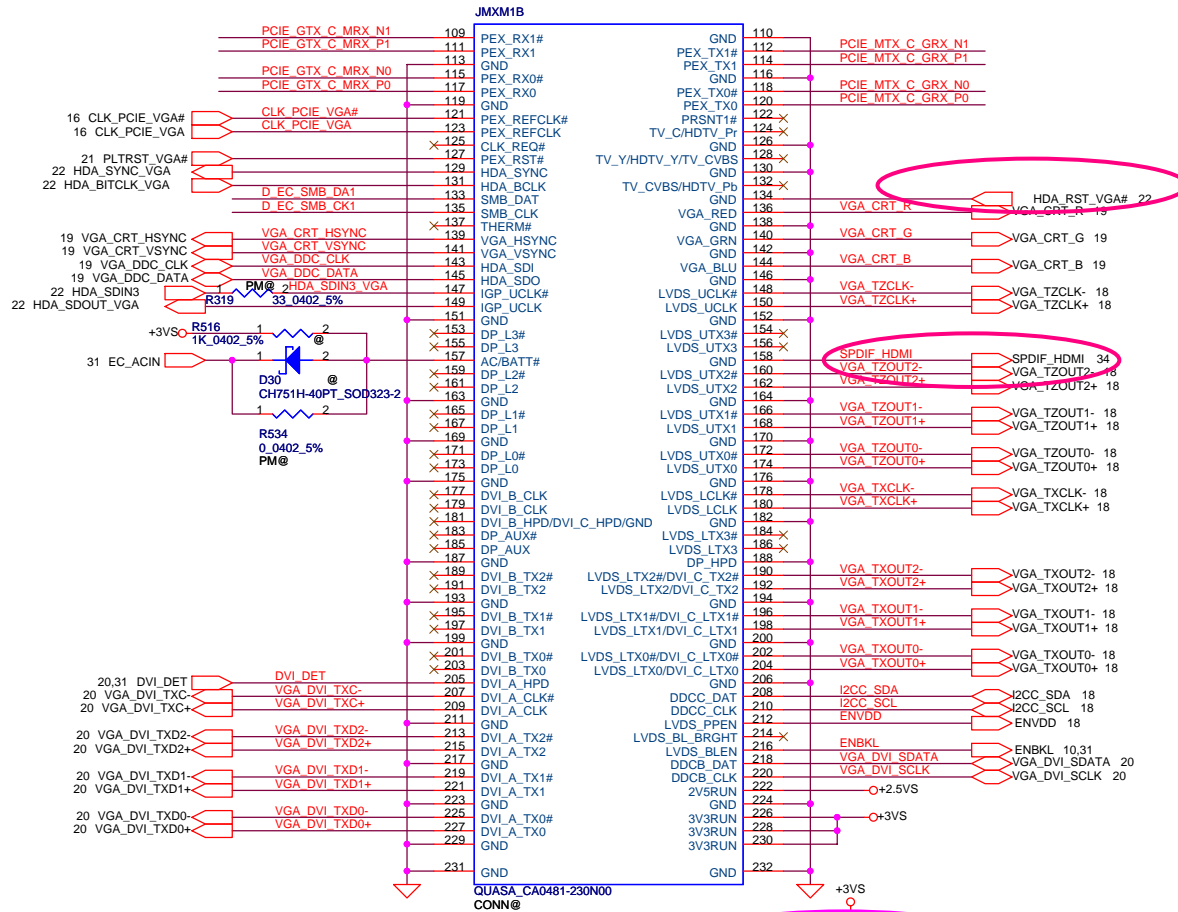 JMXM1B
PCIE_GTX_C_MRX_N1 109 PEX_RX1# GND 110
PCIE_GTX_C_MRX_P1 111 PEX_RX1 PEX_TX1# 112 PCIE_MTX_C_GRX_N1
113 GND PEX_TX1 114 PCIE_MTX_C_GRX_P1
PCIE_GTX_C_MRX_N0 115 PEX_RX0# GND 116
PCIE_GTX_C_MRX_P0 117 PEX_RX0 PEX_TX0# 118 PCIE_MTX_C_GRX_N0
119 GND PEX_TX0 120 PCIE_MTX_C_GRX_P0
16 CLK_PCIE_VGA# CLK_PCIE_VGA# 121 PEX_REFCLK# PRSNT1# 122
16 CLK_PCIE_VGA CLK_PCIE_VGA 123 PEX_REFCLK TV_C/HDTV_Pr 124
125 CLK_REQ# GND 126
21 PLTRST_VGA# 127 PEX_RST# TV_Y/HDTV_Y/TV_CVBS 128
22 HDA_SYNC_VGA 129 HDA_SYNC GND 130
22 HDA_BITCLK_VGA 131 HDA_BCLK TV_CVBS/HDTV_Pb 132
D_EC_SMB_DA1 133 SMB_DAT GND 134 HDA_RST_VGA# 22
D_EC_SMB_CK1 135 SMB_CLK VGA_RED 136 VGA_CRT_R VGA_CRT_R 19
137 THERM# GND 138
19 VGA_CRT_HSYNC VGA_CRT_HSYNC 139 VGA_HSYNC VGA_GRN 140 VGA_CRT_G VGA_CRT_G 19
19 VGA_CRT_VSYNC VGA_CRT_VSYNC 141 VGA_VSYNC GND 142
19 VGA_DDC_CLK VGA_DDC_CLK 143 HDA_SDI VGA_BLU 144 VGA_CRT_B VGA_CRT_B 19
19 VGA_DDC_DATA VGA_DDC_DATA 145 HDA_SDO GND 146
22 HDA_SDIN3 1 PM@ 2 HDA_SDIN3_VGA 147 IGP_UCLK# LVDS_UCLK# 148 VGA_TZCLK- VGA_TZCLK- 18
22 HDA_SDOUT_VGA R319 33_0402_5% 149 IGP_UCLK LVDS_UCLK 150 VGA_TZCLK+ VGA_TZCLK+ 18
151 GND GND 152
+3VS R516 1 2 153 DP_L3# LVDS_UTX3# 154
1K_0402_5% @ 155 DP_L3 LVDS_UTX3 156
31 EC_ACIN 1 2 157 AC/BATT# GND 158 SPDIF_HDMI SPDIF_HDMI 34
159 DP_L2# LVDS_UTX2# 160 VGA_TZOUT2- VGA_TZOUT2- 18
D30 @ 161 DP_L2 LVDS_UTX2 162 VGA_TZOUT2+ VGA_TZOUT2+ 18
CH751H-40PT_SOD323-2 163 GND GND 164
1 2 165 DP_L1# LVDS_UTX1# 166 VGA_TZOUT1- VGA_TZOUT1- 18
R534 167 DP_L1 LVDS_UTX1 168 VGA_TZOUT1+ VGA_TZOUT1+ 18
0_0402_5% 169 GND GND 170
PM@ 171 DP_L0# LVDS_UTX0# 172 VGA_TZOUT0- VGA_TZOUT0- 18
173 DP_L0 LVDS_UTX0 174 VGA_TZOUT0+ VGA_TZOUT0+ 18
175 GND GND 176
177 DVI_B_CLK LVDS_LCLK# 178 VGA_TXCLK- VGA_TXCLK- 18
179 DVI_B_CLK LVDS_LCLK 180 VGA_TXCLK+ VGA_TXCLK+ 18
181 DVI_B_HPD/DVI_C_HPD/GND GND 182
183 DP_AUX# LVDS_LTX3# 184
185 DP_AUX LVDS_LTX3 186
187 GND DP_HPD 188
189 DVI_B_TX2# LVDS_LTX2#/DVI_C_TX2# 190 VGA_TXOUT2- VGA_TXOUT2- 18
191 DVI_B_TX2 LVDS_LTX2/DVI_C_TX2 192 VGA_TXOUT2+ VGA_TXOUT2+ 18
193 GND GND 194
195 DVI_B_TX1# LVDS_LTX1#/DVI_C_LTX1# 196 VGA_TXOUT1- VGA_TXOUT1- 18
197 DVI_B_TX1 LVDS_LTX1/DVI_C_LTX1 198 VGA_TXOUT1+ VGA_TXOUT1+ 18
199 GND GND 200
201 DVI_B_TX0# LVDS_LTX0#/DVI_C_LTX0# 202 VGA_TXOUT0- VGA_TXOUT0- 18
203 DVI_B_TX0 LVDS_LTX0/DVI_C_LTX0 204 VGA_TXOUT0+ VGA_TXOUT0+ 18
20,31 DVI_DET DVI_DET 205 DVI_A_HPD GND 206
20 VGA_DVI_TXC- VGA_DVI_TXC- 207 DVI_A_CLK# DDCC_DAT 208 I2CC_SDA I2CC_SDA 18
20 VGA_DVI_TXC+ VGA_DVI_TXC+ 209 DVI_A_CLK DDCC_CLK 210 I2CC_SCL I2CC_SCL 18
211 GND LVDS_PPEN 212 ENVDD ENVDD 18
20 VGA_DVI_TXD2- VGA_DVI_TXD2- 213 DVI_A_TX2# LVDS_BL_BRGHT 214
20 VGA_DVI_TXD2+ VGA_DVI_TXD2+ 215 DVI_A_TX2 LVDS_BLEN 216 ENBKL ENBKL 10,31
217 GND DDCB_DAT 218 VGA_DVI_SDATA VGA_DVI_SDATA 20
20 VGA_DVI_TXD1- VGA_DVI_TXD1- 219 DVI_A_TX1# DDCB_CLK 220 VGA_DVI_SCLK VGA_DVI_SCLK 20
20 VGA_DVI_TXD1+ VGA_DVI_TXD1+ 221 DVI_A_TX1 2V5RUN 222 +2.5VS
223 GND GND 224
20 VGA_DVI_TXD0- VGA_DVI_TXD0- 225 DVI_A_TX0# 3V3RUN 226 +3VS
20 VGA_DVI_TXD0+ VGA_DVI_TXD0+ 227 DVI_A_TX0 3V3RUN 228
229 GND 3V3RUN 230
231 GND GND 232
QUASA_CA0481-230N00 +3VS
CONN@